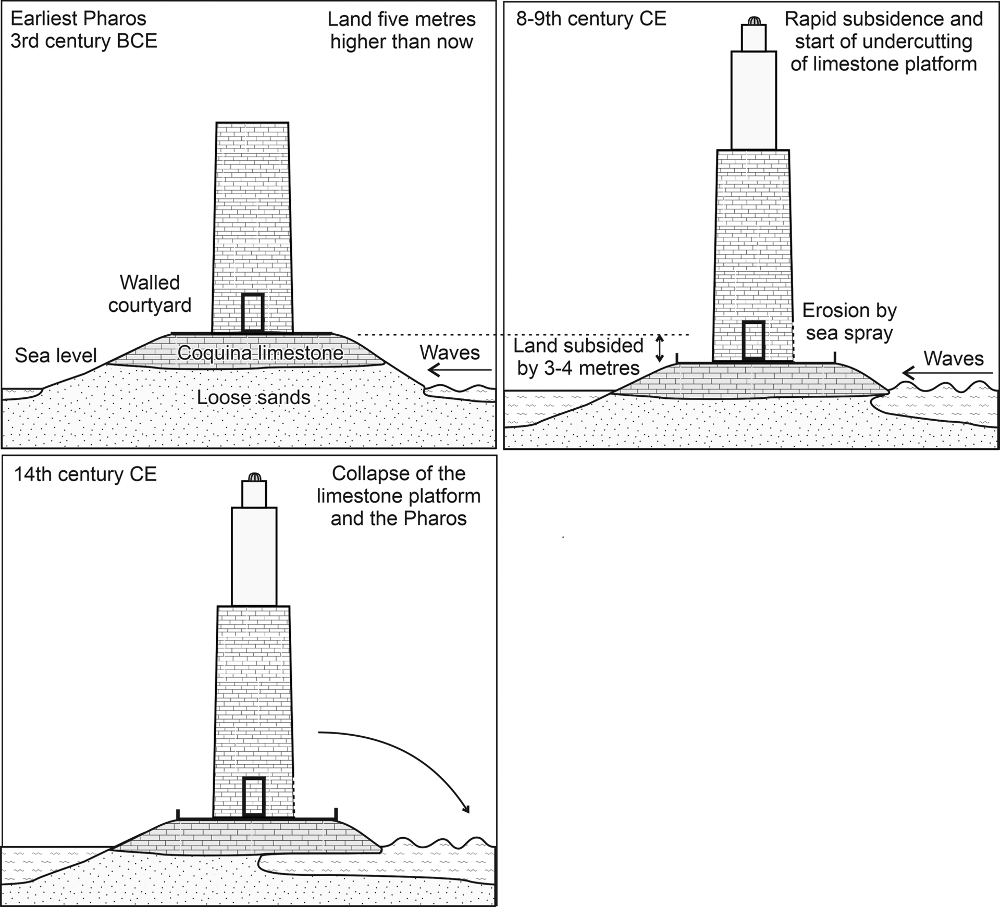 Earliest Pharos
3rd century BCE
Land five metres
higher than now
Walled
courtyard
Sea level
Coquina limestone
Waves
Loose sands
8-9th century CE
Rapid subsidence and
start of undercutting
of limestone platform
Erosion by
sea spray
Land subsided
by 3-4 metres
Waves
14th century CE
Collapse of the
limestone platform
and the Pharos